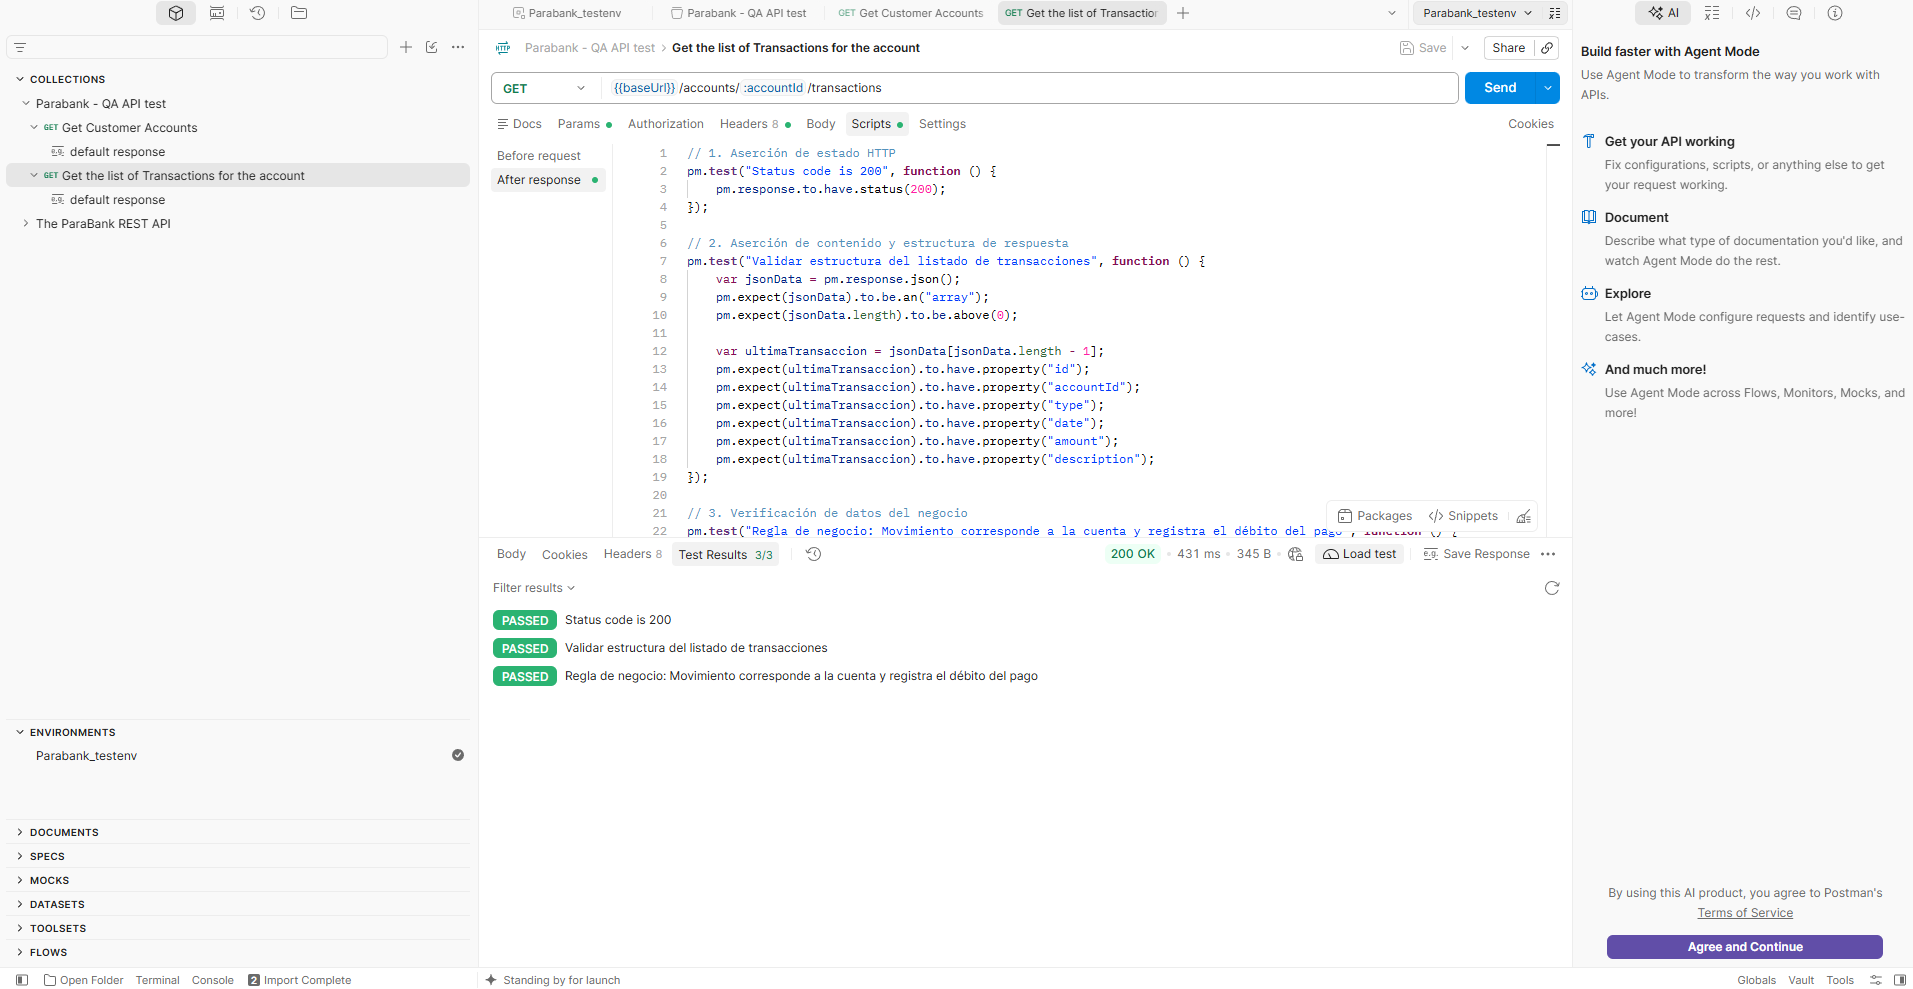 Parabank_testenv
Parabank - QA API test
GET Get Customer Accounts
GET Get the list of Transaction
Parabank_testenv
AI
COLLECTIONS
Parabank - QA API test
GET Get Customer Accounts
e.g. default response
GET Get the list of Transactions for the account
e.g. default response
The ParaBank REST API
ENVIRONMENTS
Parabank_testenv
DOCUMENTS
SPECS
MOCKS
DATASETS
TOOLSETS
FLOWS
HTTP Parabank - QA API test > Get the list of Transactions for the account
Save
Share
GET {{baseUrl}} /accounts/ :accountId /transactions
Send
Docs Params Authorization Headers 8 Body Scripts Settings Cookies
Before request
After response
1 // 1. Aserción de estado HTTP
2 pm.test("Status code is 200", function () {
3 pm.response.to.have.status(200);
4 });
5
6 // 2. Aserción de contenido y estructura de respuesta
7 pm.test("Validar estructura del listado de transacciones", function () {
8 var jsonData = pm.response.json();
9 pm.expect(jsonData).to.be.an("array");
10 pm.expect(jsonData.length).to.be.above(0);
11
12 var ultimaTransaccion = jsonData[jsonData.length - 1];
13 pm.expect(ultimaTransaccion).to.have.property("id");
14 pm.expect(ultimaTransaccion).to.have.property("accountId");
15 pm.expect(ultimaTransaccion).to.have.property("type");
16 pm.expect(ultimaTransaccion).to.have.property("date");
17 pm.expect(ultimaTransaccion).to.have.property("amount");
18 pm.expect(ultimaTransaccion).to.have.property("description");
19 });
20
21 // 3. Verificación de datos del negocio
22 pm.test("Regla de negocio: Movimiento corresponde a la cuenta y registra el débito del pago", function () {
Packages Snippets
Body Cookies Headers 8 Test Results 3/3
200 OK • 431 ms • 345 B
Load test
e.g. Save Response
Filter results
PASSED Status code is 200
PASSED Validar estructura del listado de transacciones
PASSED Regla de negocio: Movimiento corresponde a la cuenta y registra el débito del pago
Build faster with Agent Mode
Use Agent Mode to transform the way you work with
APIs.
Get your API working
Fix configurations, scripts, or anything else to get
your request working.
Document
Describe what type of documentation you'd like, and
watch Agent Mode do the rest.
Explore
Let Agent Mode configure requests and identify use-
cases.
And much more!
Use Agent Mode across Flows, Monitors, Mocks, and
more!
By using this AI product, you agree to Postman's
Terms of Service
Agree and Continue
Open Folder Terminal Console 2 Import Complete
Standing by for launch
Globals Vault Tools